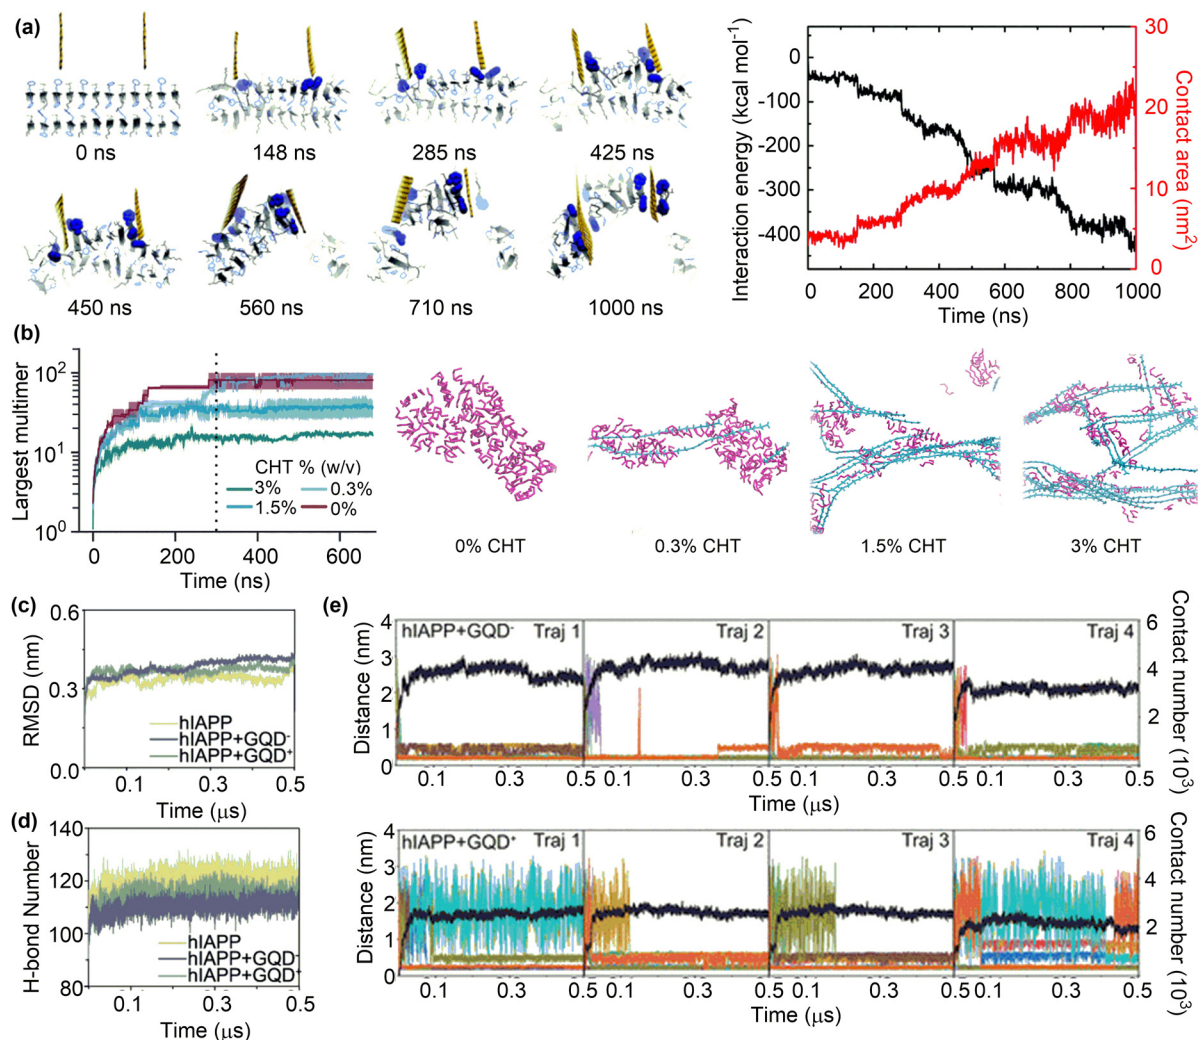 (a)
0 ns
148 ns
285 ns
425 ns
450 ns
560 ns
710 ns
1000 ns
Interaction energy (kcal mol⁻¹)
0
-100
-200
-300
-400
Contact area (nm²)
30
20
10
0
0 200 400 600 800 1000
Time (ns)
(b)
Largest multimer
10²
10¹
10⁰
CHT % (w/v)
3% 0.3%
1.5% 0%
0 200 400 600
Time (ns)
0% CHT
0.3% CHT
1.5% CHT
3% CHT
(c)
RMSD (nm)
0.6
0.3
0.0
hIAPP
hIAPP+GQD⁻
hIAPP+GQD⁺
0.1 0.3 0.5
Time (μs)
(d)
H-bond Number
140
120
100
80
hIAPP
hIAPP+GQD⁻
hIAPP+GQD⁺
0.1 0.3 0.5
Time (μs)
(e)
Distance (nm)
4
3
2
1
0
hIAPP+GQD⁻ Traj 1
Traj 2
Traj 3
Traj 4
6
4
2
Contact number (10³)
0.1 0.3 0.5 0.1 0.3 0.5 0.1 0.3 0.5 0.1 0.3 0.5
Time (μs)
Time (μs)
Distance (nm)
4
3
2
1
0
hIAPP+GQD⁺ Traj 1
Traj 2
Traj 3
Traj 4
6
4
2
0
Contact number (10³)
0.1 0.3 0.5 0.1 0.3 0.5 0.1 0.3 0.5 0.1 0.3 0.5
Time (μs)
Time (μs)